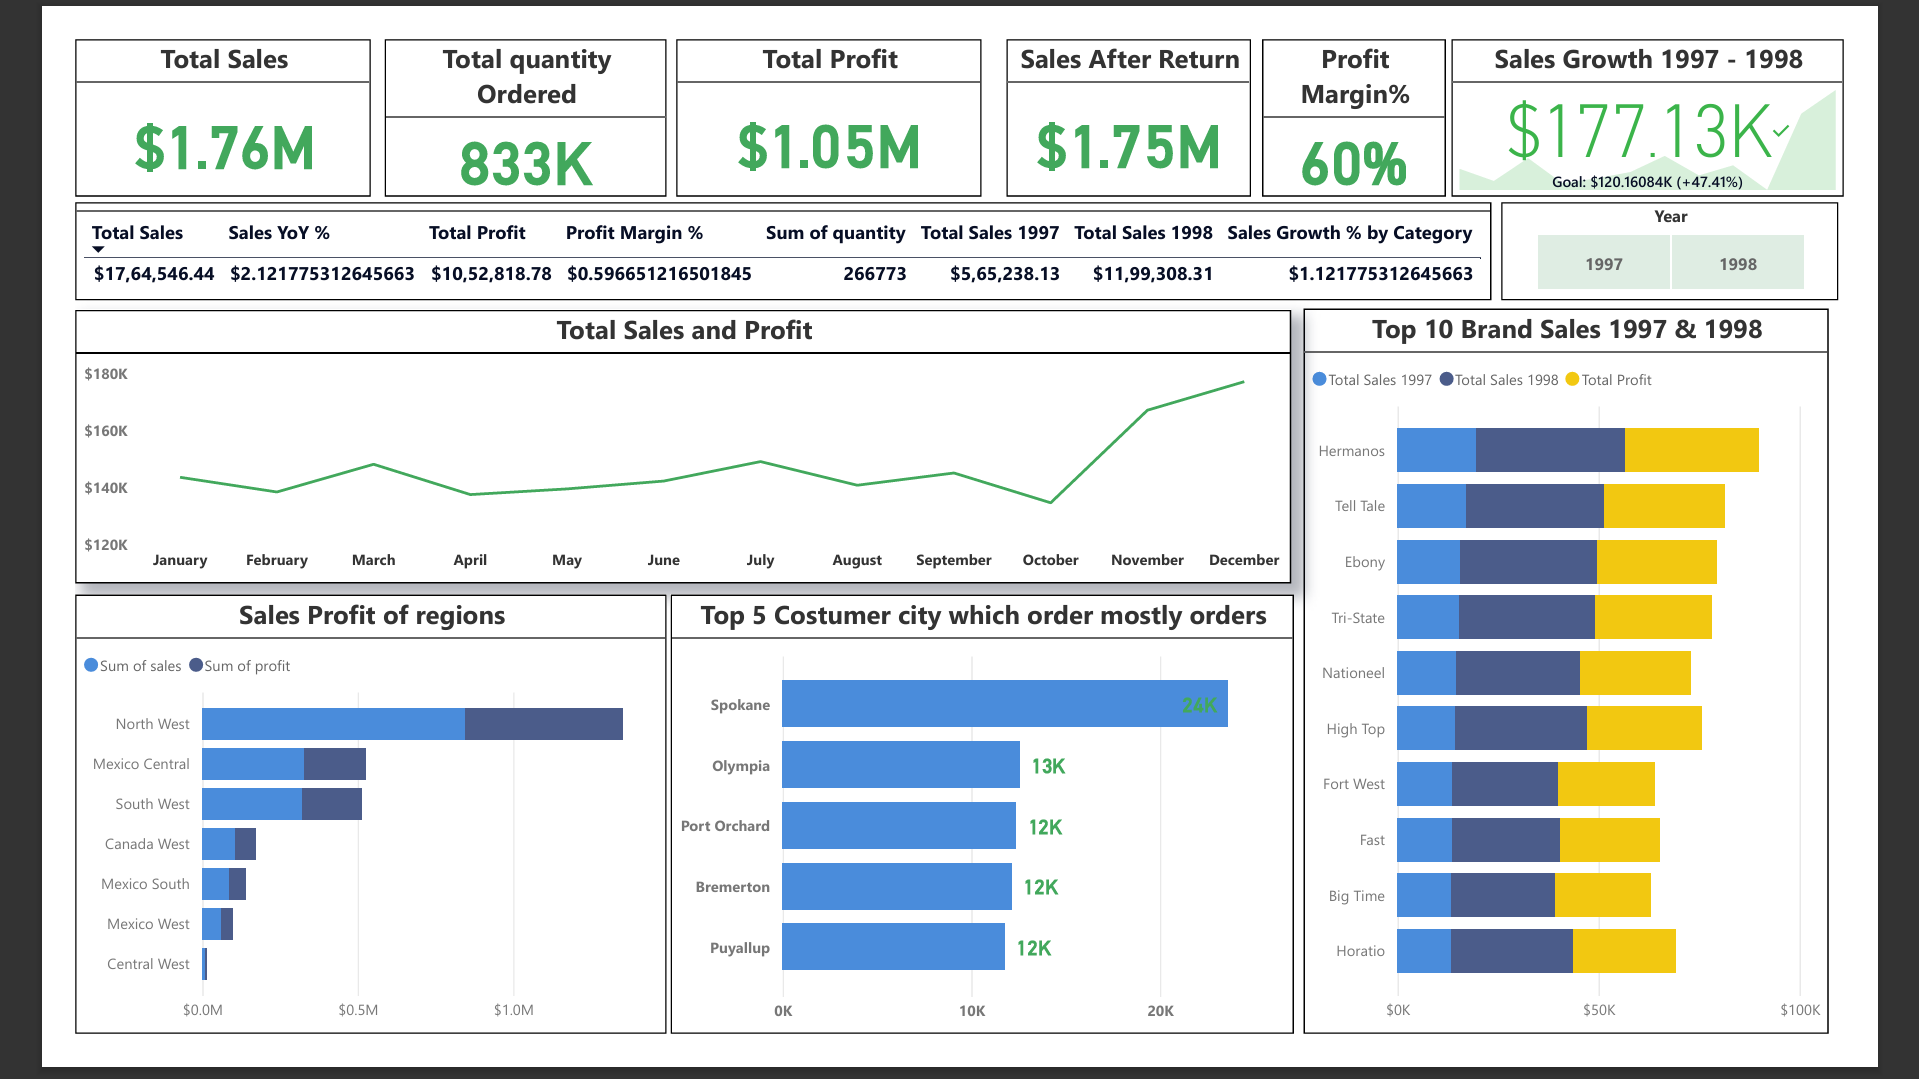 Total Sales
$1.76M
Total quantity
Ordered
833K
Total Profit
$1.05M
Sales After Return
$1.75M
Profit
Margin%
60%
Sales Growth 1997 - 1998
$177.13K
Goal: $120.16084K (+47.41%)
Total Sales Sales YoY % Total Profit Profit Margin % Sum of quantity Total Sales 1997 Total Sales 1998 Sales Growth % by Category
$17,64,546.44 $2.121775312645663 $10,52,818.78 $0.596651216501845 266773 $5,65,238.13 $11,99,308.31 $1.121775312645663
Year
1997 1998
Total Sales and Profit
$180K
$160K
$140K
$120K
January February March April May June July August September October November December
Top 10 Brand Sales 1997 & 1998
Total Sales 1997 Total Sales 1998 Total Profit
Hermanos
Tell Tale
Ebony
Tri-State
Nationeel
High Top
Fort West
Fast
Big Time
Horatio
$0K $50K $100K
Sales Profit of regions
Sum of sales Sum of profit
North West
Mexico Central
South West
Canada West
Mexico South
Mexico West
Central West
$0.0M $0.5M $1.0M
Top 5 Costumer city which order mostly orders
Spokane 24K
Olympia 13K
Port Orchard 12K
Bremerton 12K
Puyallup 12K
0K 10K 20K